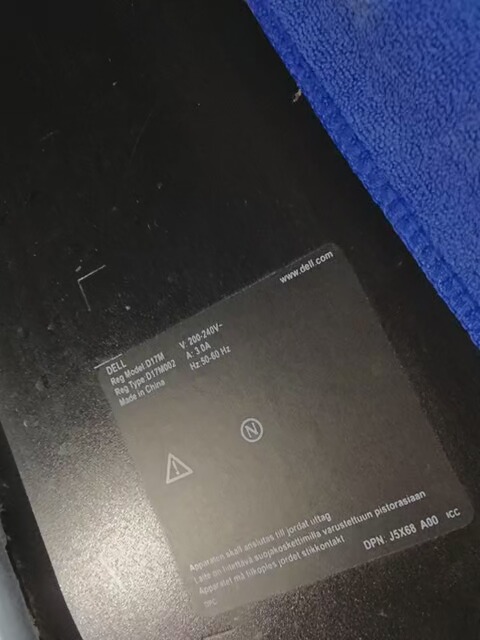 www.dell.com
DELL
Reg Model:D17M
Reg Type:D17M002
Made in China
V: 200-240V~
A: 3.0A
Hz:50-60 Hz
N
Apparaten skall anslutas till jordat uttag
Laite on liitettävä suojakoskettimilla varustettuun pistorasiaan
Apparatet må tilkoples jordet stikkontakt
DPN J5X68 A00 ICC